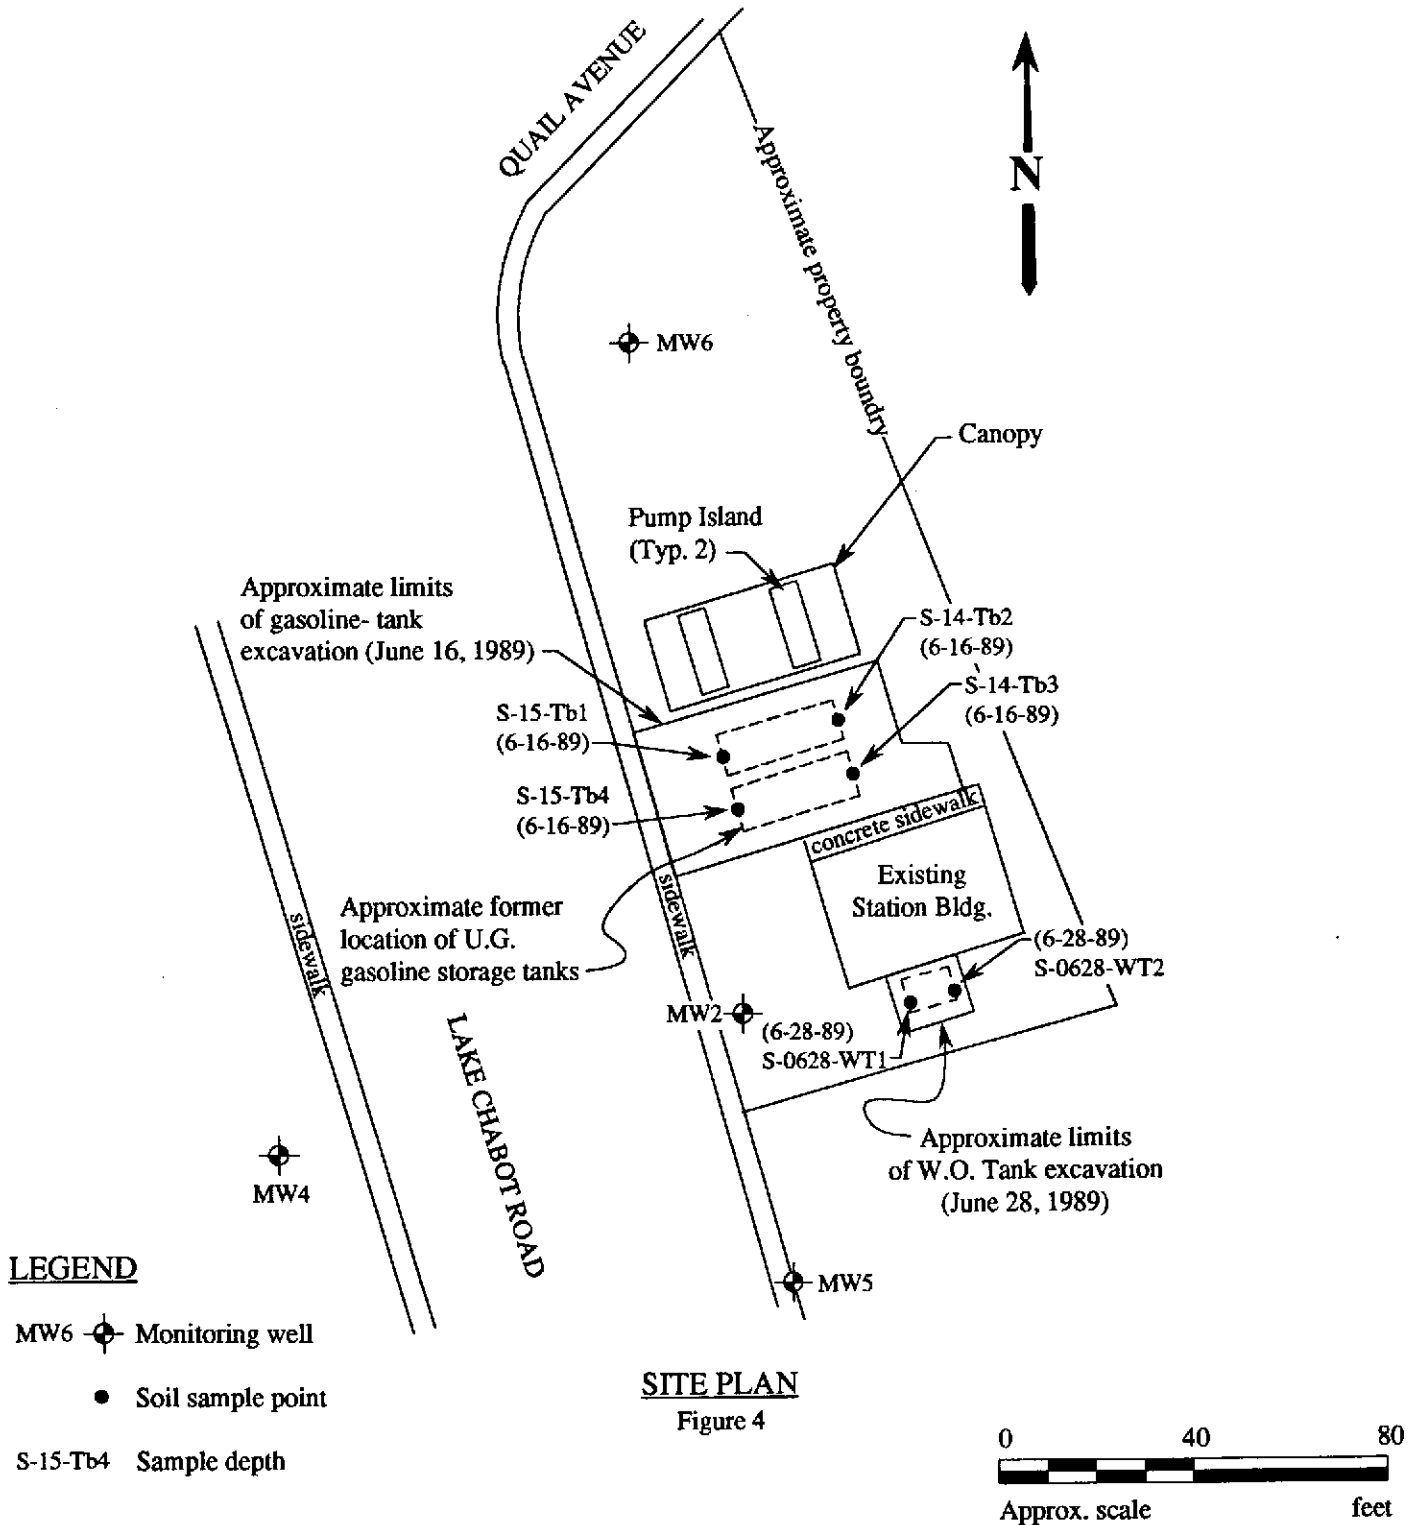 QUAIL AVENUE
Approximate property boundry
N
MW6
Canopy
Pump Island
(Typ. 2)
Approximate limits
of gasoline- tank
excavation (June 16, 1989)
S-14-Tb2
(6-16-89)
S-14-Tb3
(6-16-89)
S-15-Tb1
(6-16-89)
S-15-Tb4
(6-16-89)
concrete sidewalk
Existing
Station Bldg.
sidewalk
sidewalk
Approximate former
location of U.G.
gasoline storage tanks
(6-28-89)
S-0628-WT2
MW2
(6-28-89)
S-0628-WT1
LAKE CHABOT ROAD
Approximate limits
of W.O. Tank excavation
(June 28, 1989)
MW4
MW5
LEGEND
MW6 Monitoring well
Soil sample point
S-15-Tb4 Sample depth
SITE PLAN
Figure 4
0 40 80
Approx. scale feet